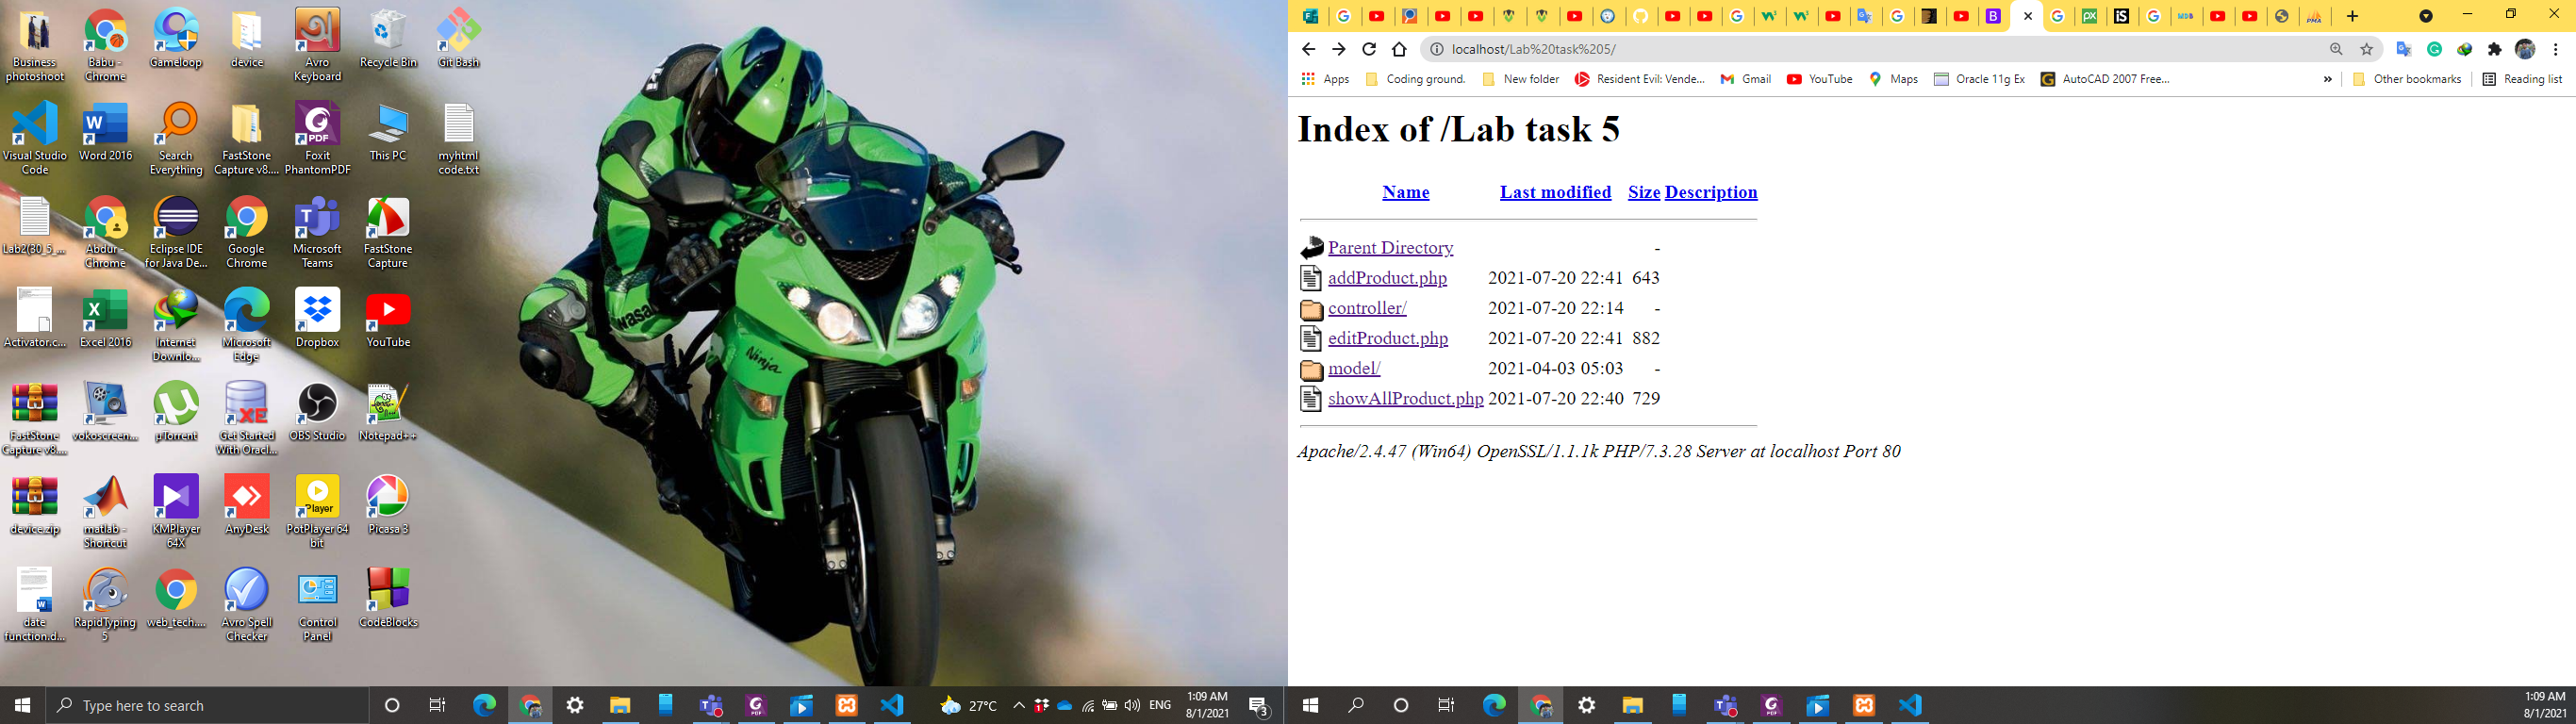 Business photoshoot
Babu - Chrome
Gameloop
device
Avro Keyboard
Recycle Bin
Git Bash
Visual Studio Code
Word 2016
Search Everything
FastStone Capture v8....
Foxit PhantomPDF
This PC
myhtml code.txt
Lab2(30_5_...
Abdur - Chrome
Eclipse IDE for Java De...
Google Chrome
Microsoft Teams
FastStone Capture
Activator.c...
Excel 2016
Internet Downlo...
Microsoft Edge
Dropbox
YouTube
FastStone Capture v8....
vokoscreen...
µTorrent
Get Started With Oracl...
OBS Studio
Notepad++
device.zip
matlab - Shortcut
KMPlayer 64X
AnyDesk
PotPlayer 64 bit
Picasa 3
date function.d...
RapidTyping 5
web_tech....
Avro Spell Checker
Control Panel
CodeBlocks
Kawasaki
Ninja
Type here to search
27°C
ENG
1:09 AM
8/1/2021
3
localhost/Lab%20task%205/
Apps
Coding ground.
New folder
Resident Evil: Vende...
Gmail
YouTube
Maps
Oracle 11g Ex
AutoCAD 2007 Free...
»
Other bookmarks
Reading list
Index of /Lab task 5
Name Last modified Size Description
Parent Directory -
addProduct.php 2021-07-20 22:41 643
controller/ 2021-07-20 22:14 -
editProduct.php 2021-07-20 22:41 882
model/ 2021-04-03 05:03 -
showAllProduct.php 2021-07-20 22:40 729
Apache/2.4.47 (Win64) OpenSSL/1.1.1k PHP/7.3.28 Server at localhost Port 80
1:09 AM
8/1/2021